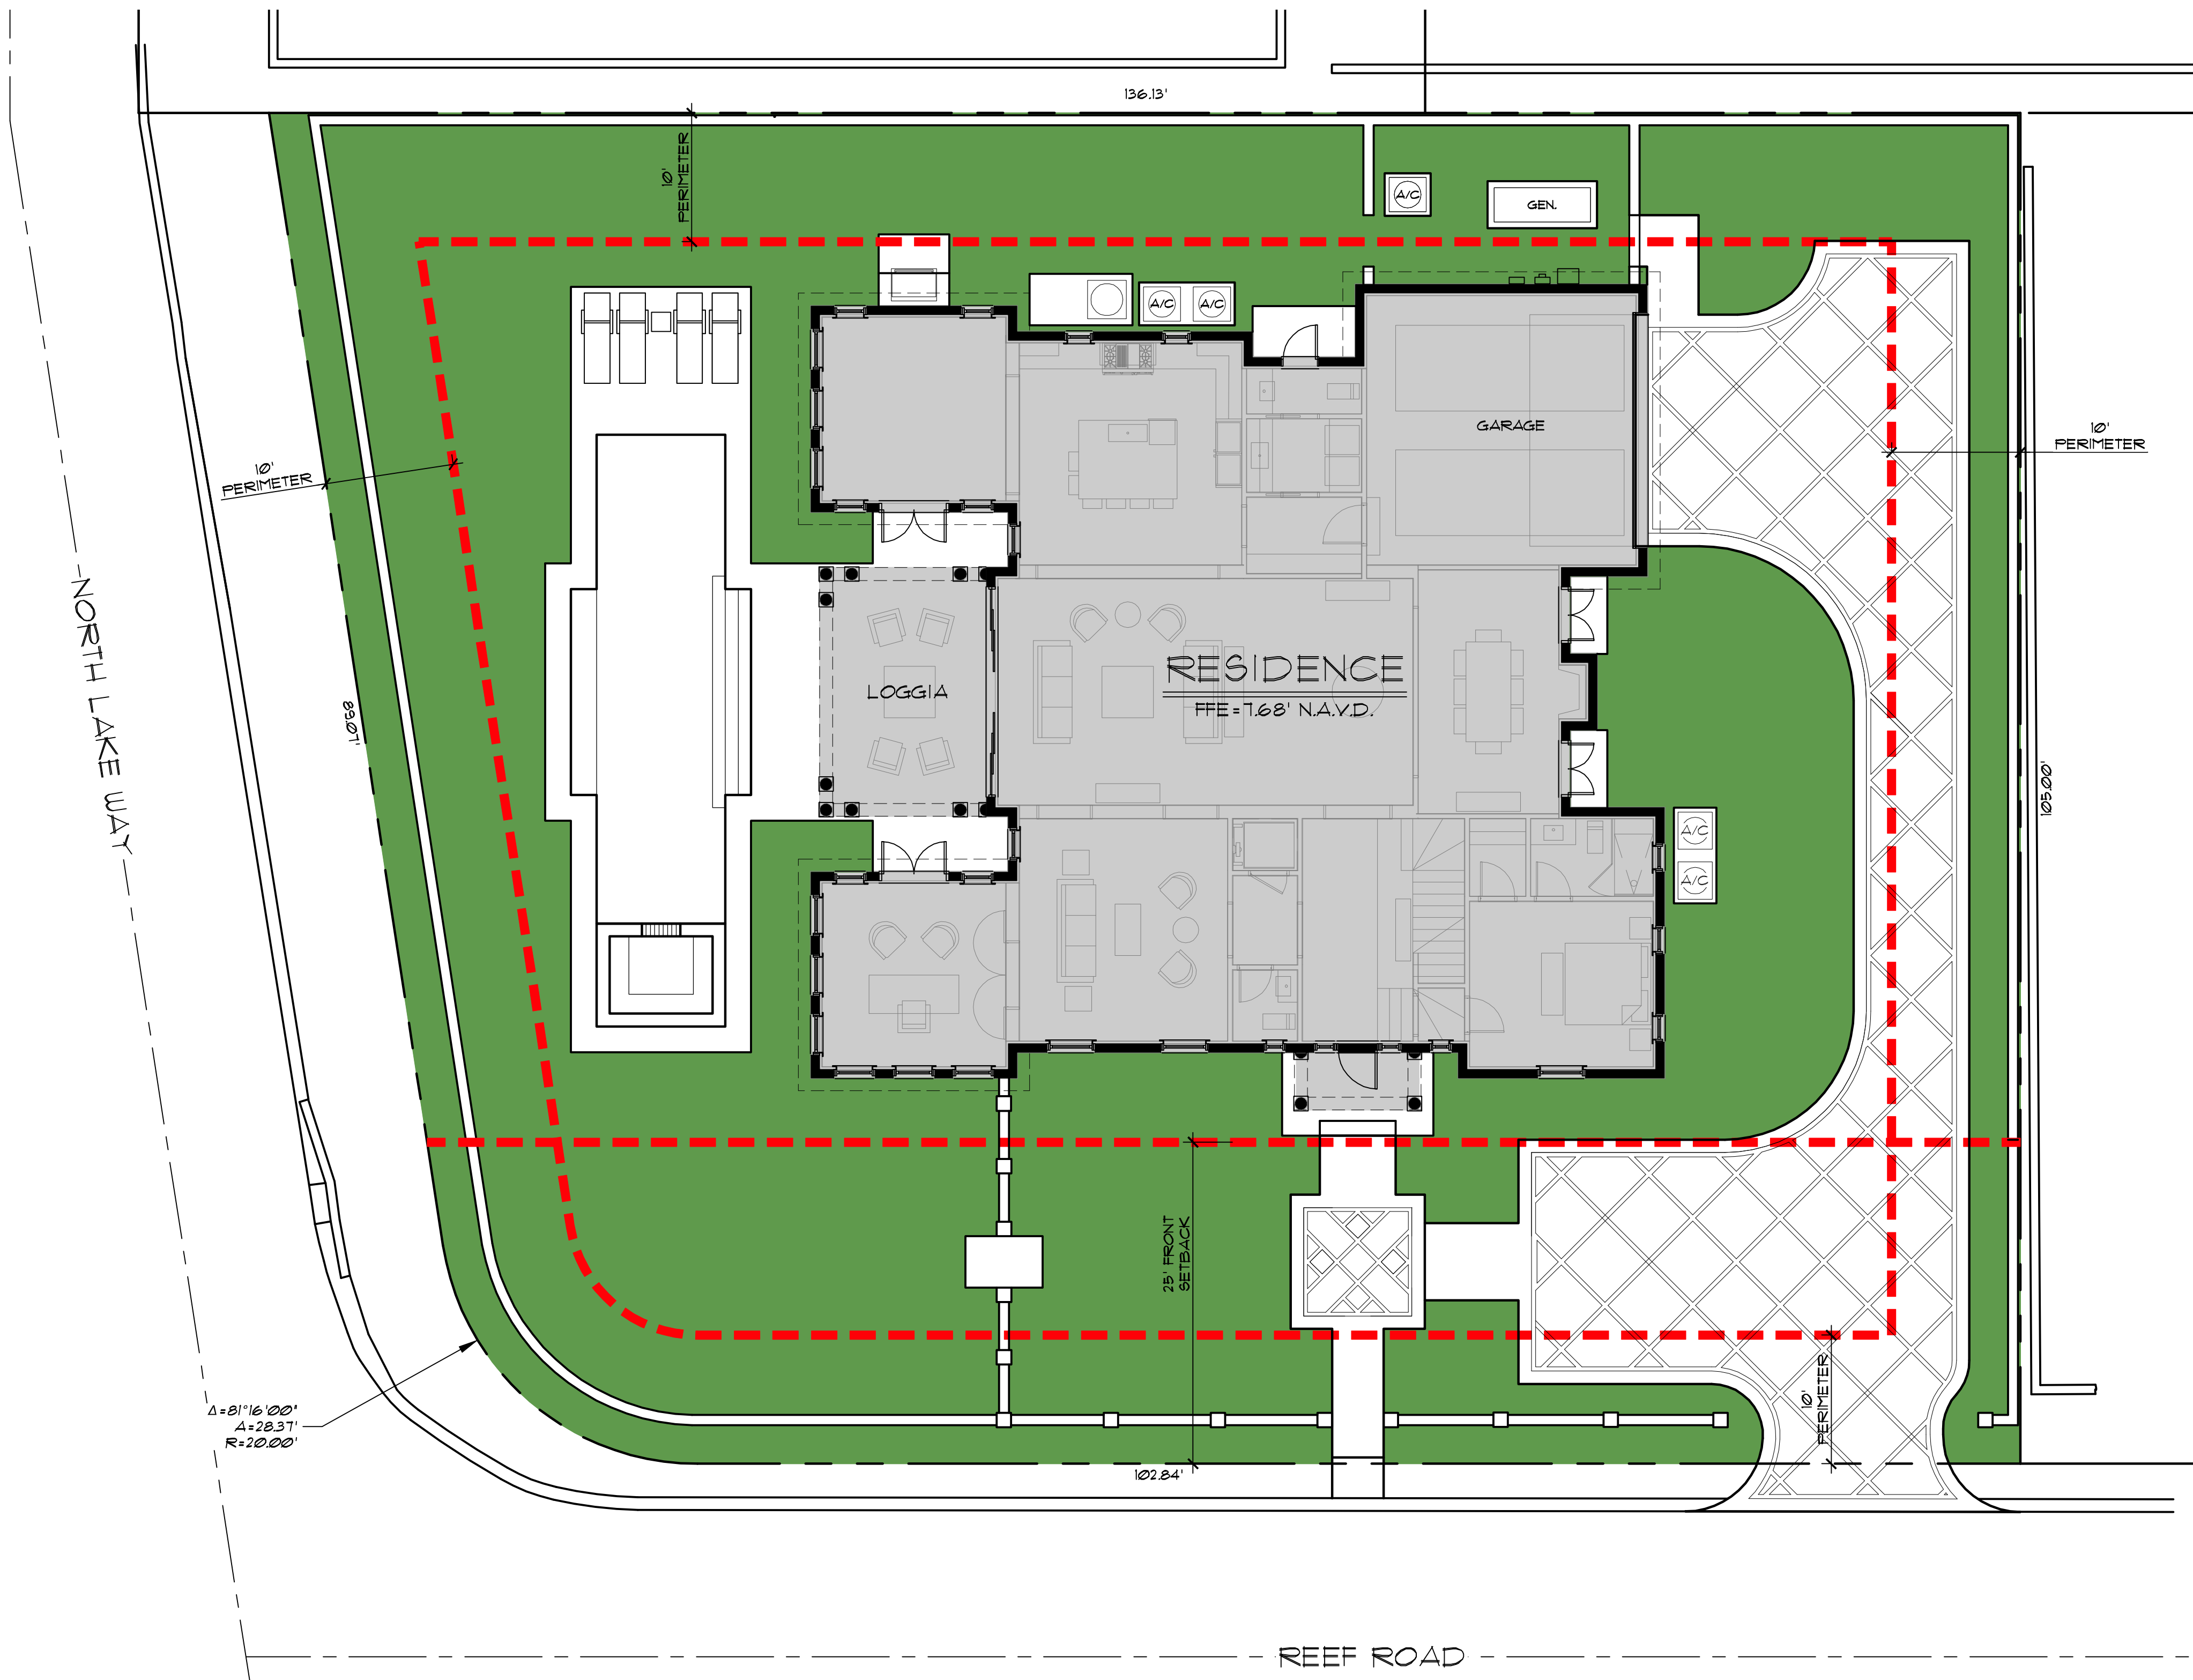 136.13'
10'
PERIMETER
A/C
GEN.
A/C
A/C
GARAGE
10'
PERIMETER
10'
PERIMETER
NORTH LAKE WAY
89.07'
LOGGIA
RESIDENCE
FFE=7.68' N.A.V.D.
105.00'
A/C
A/C
25' FRONT
SETBACK
10'
PERIMETER
Δ=81°16'00"
A=28.37'
R=20.00'
102.84'
REEF ROAD